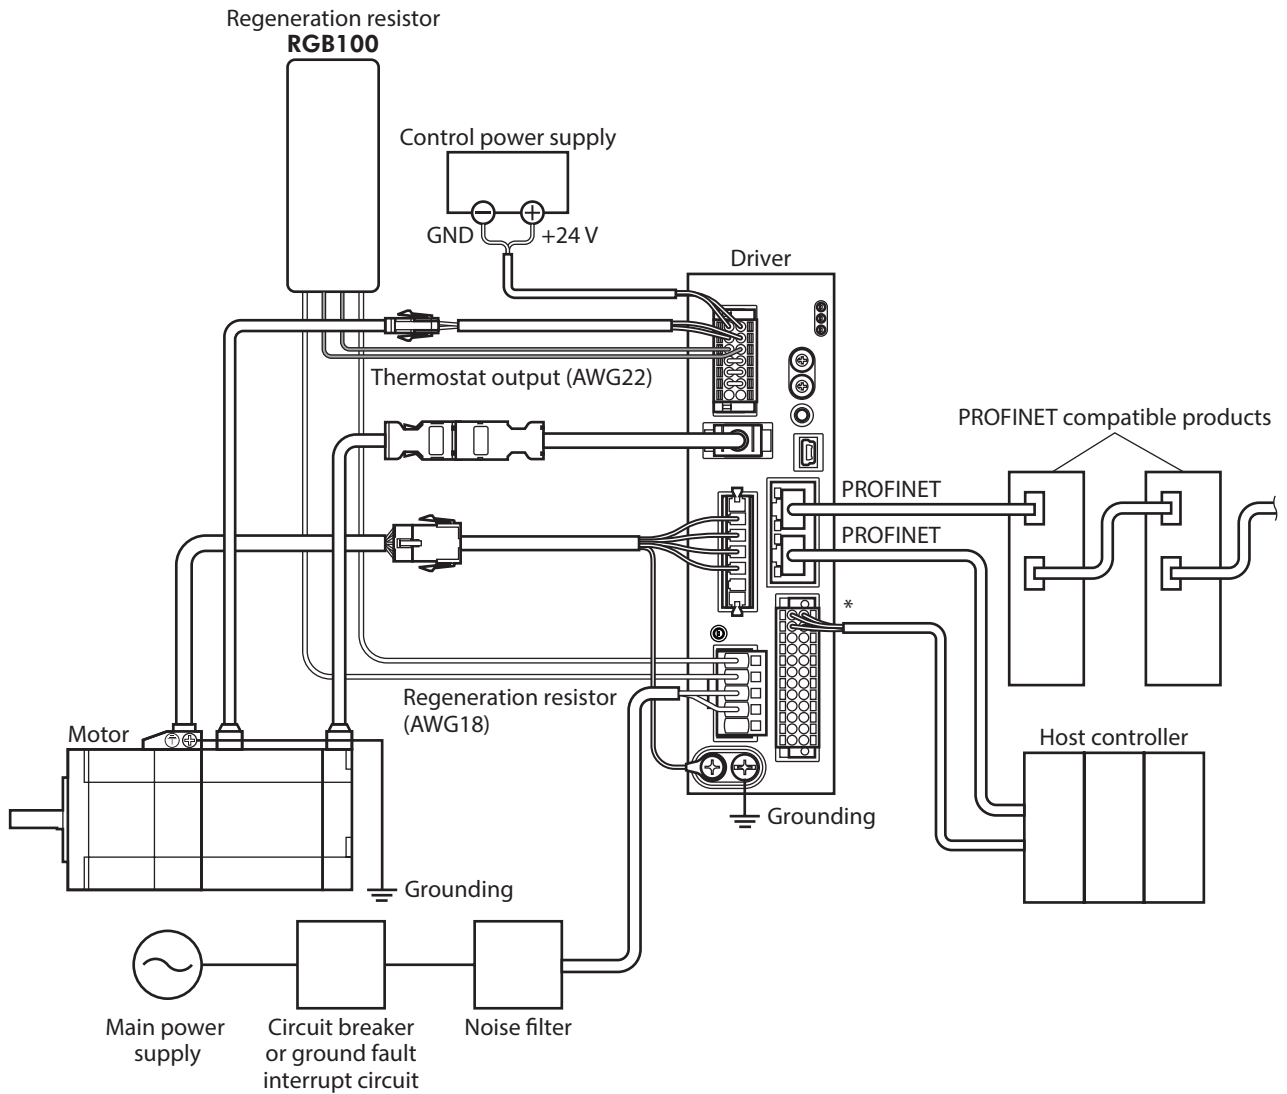 Regeneration resistor
RGB100
Control power supply
GND
+24 V
Driver
Thermostat output (AWG22)
PROFINET compatible products
PROFINET
PROFINET
*
Regeneration resistor
(AWG18)
Motor
Host controller
Grounding
Grounding
Main power
supply
Circuit breaker
or ground fault
interrupt circuit
Noise filter